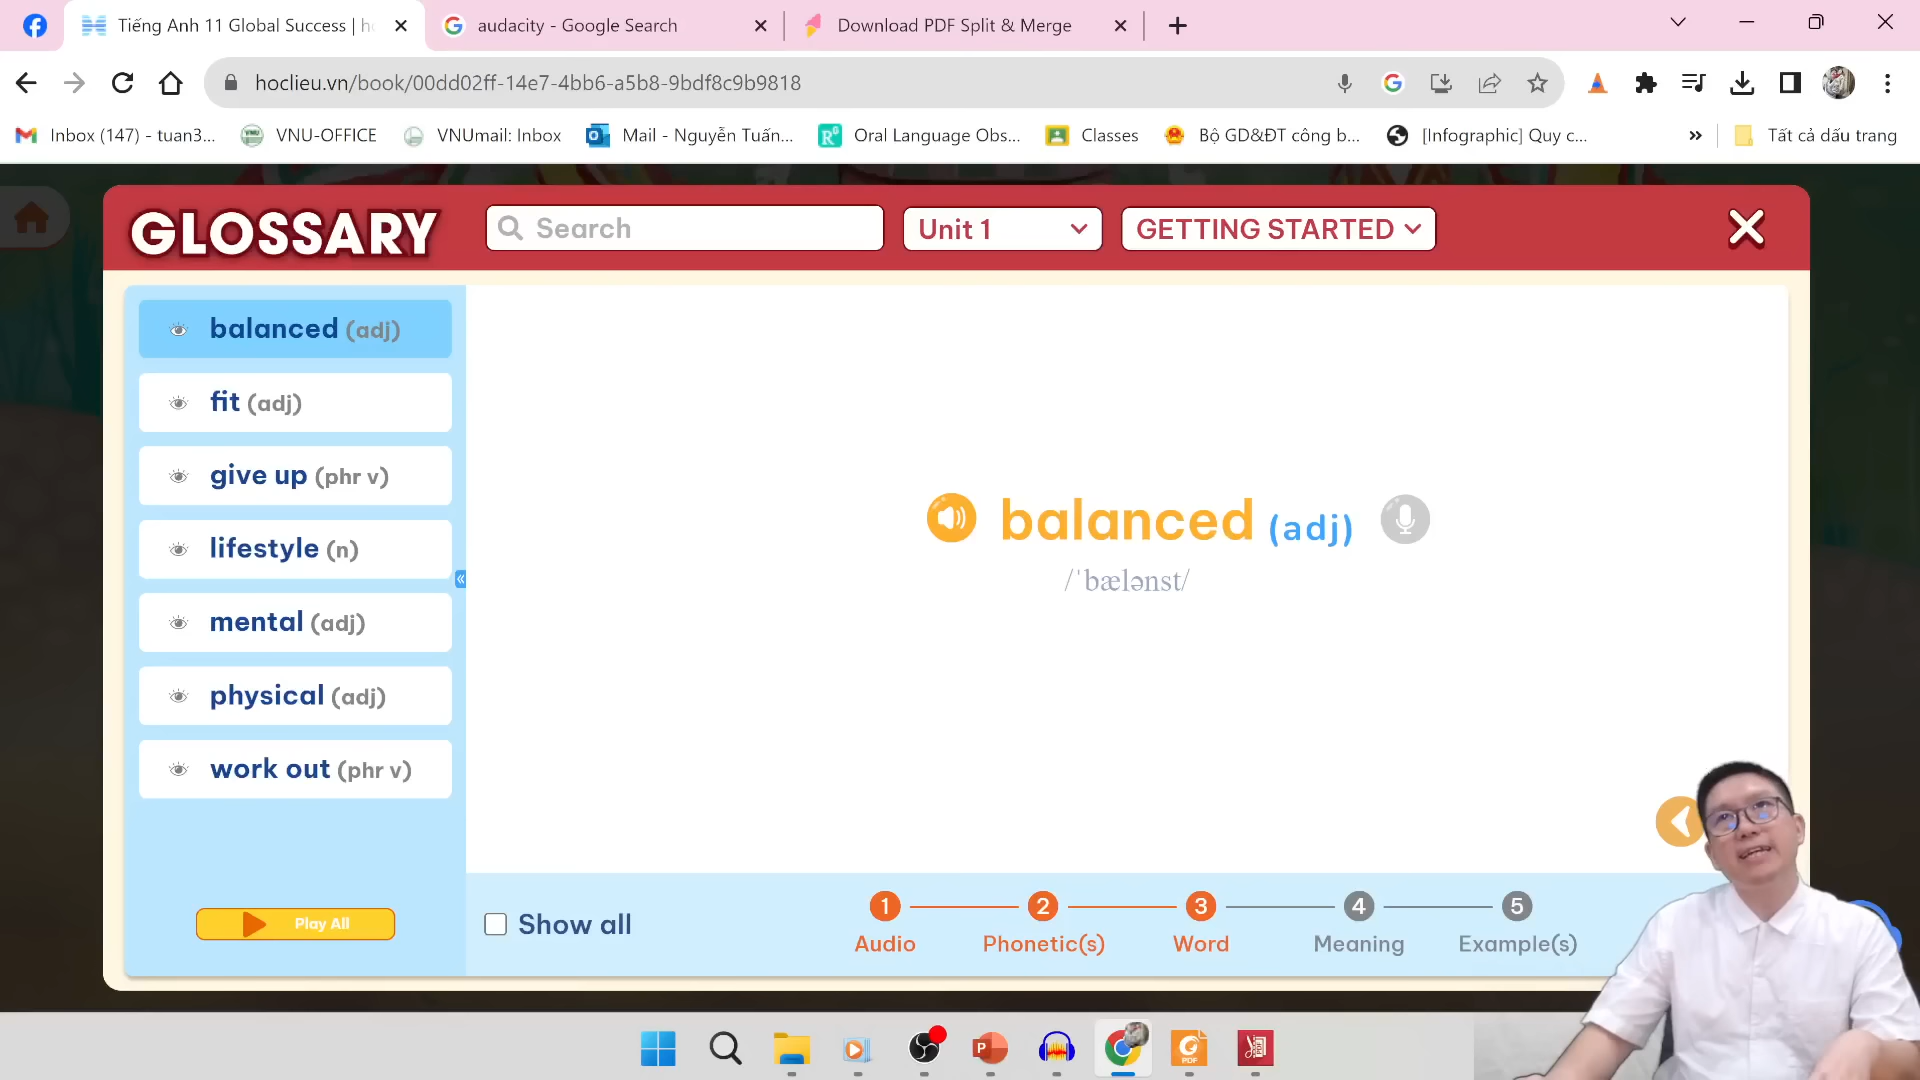 Tiếng Anh 11 Global Success | h
audacity - Google Search
Download PDF Split & Merge
hoclieu.vn/book/00dd02ff-14e7-4bb6-a5b8-9bdf8c9b9818
Inbox (147) - tuan3...
VNU-OFFICE
VNUmail: Inbox
Mail - Nguyễn Tuấn...
Oral Language Obs...
Classes
Bộ GD&ĐT công b...
[Infographic] Quy c...
Tất cả dấu trang
GLOSSARY
Search
Unit 1
GETTING STARTED
balanced (adj)
fit (adj)
give up (phr v)
lifestyle (n)
mental (adj)
physical (adj)
work out (phr v)
Play All
balanced (adj)
/ˈbælənst/
Show all
1 2 3 4 5
Audio Phonetic(s) Word Meaning Example(s)